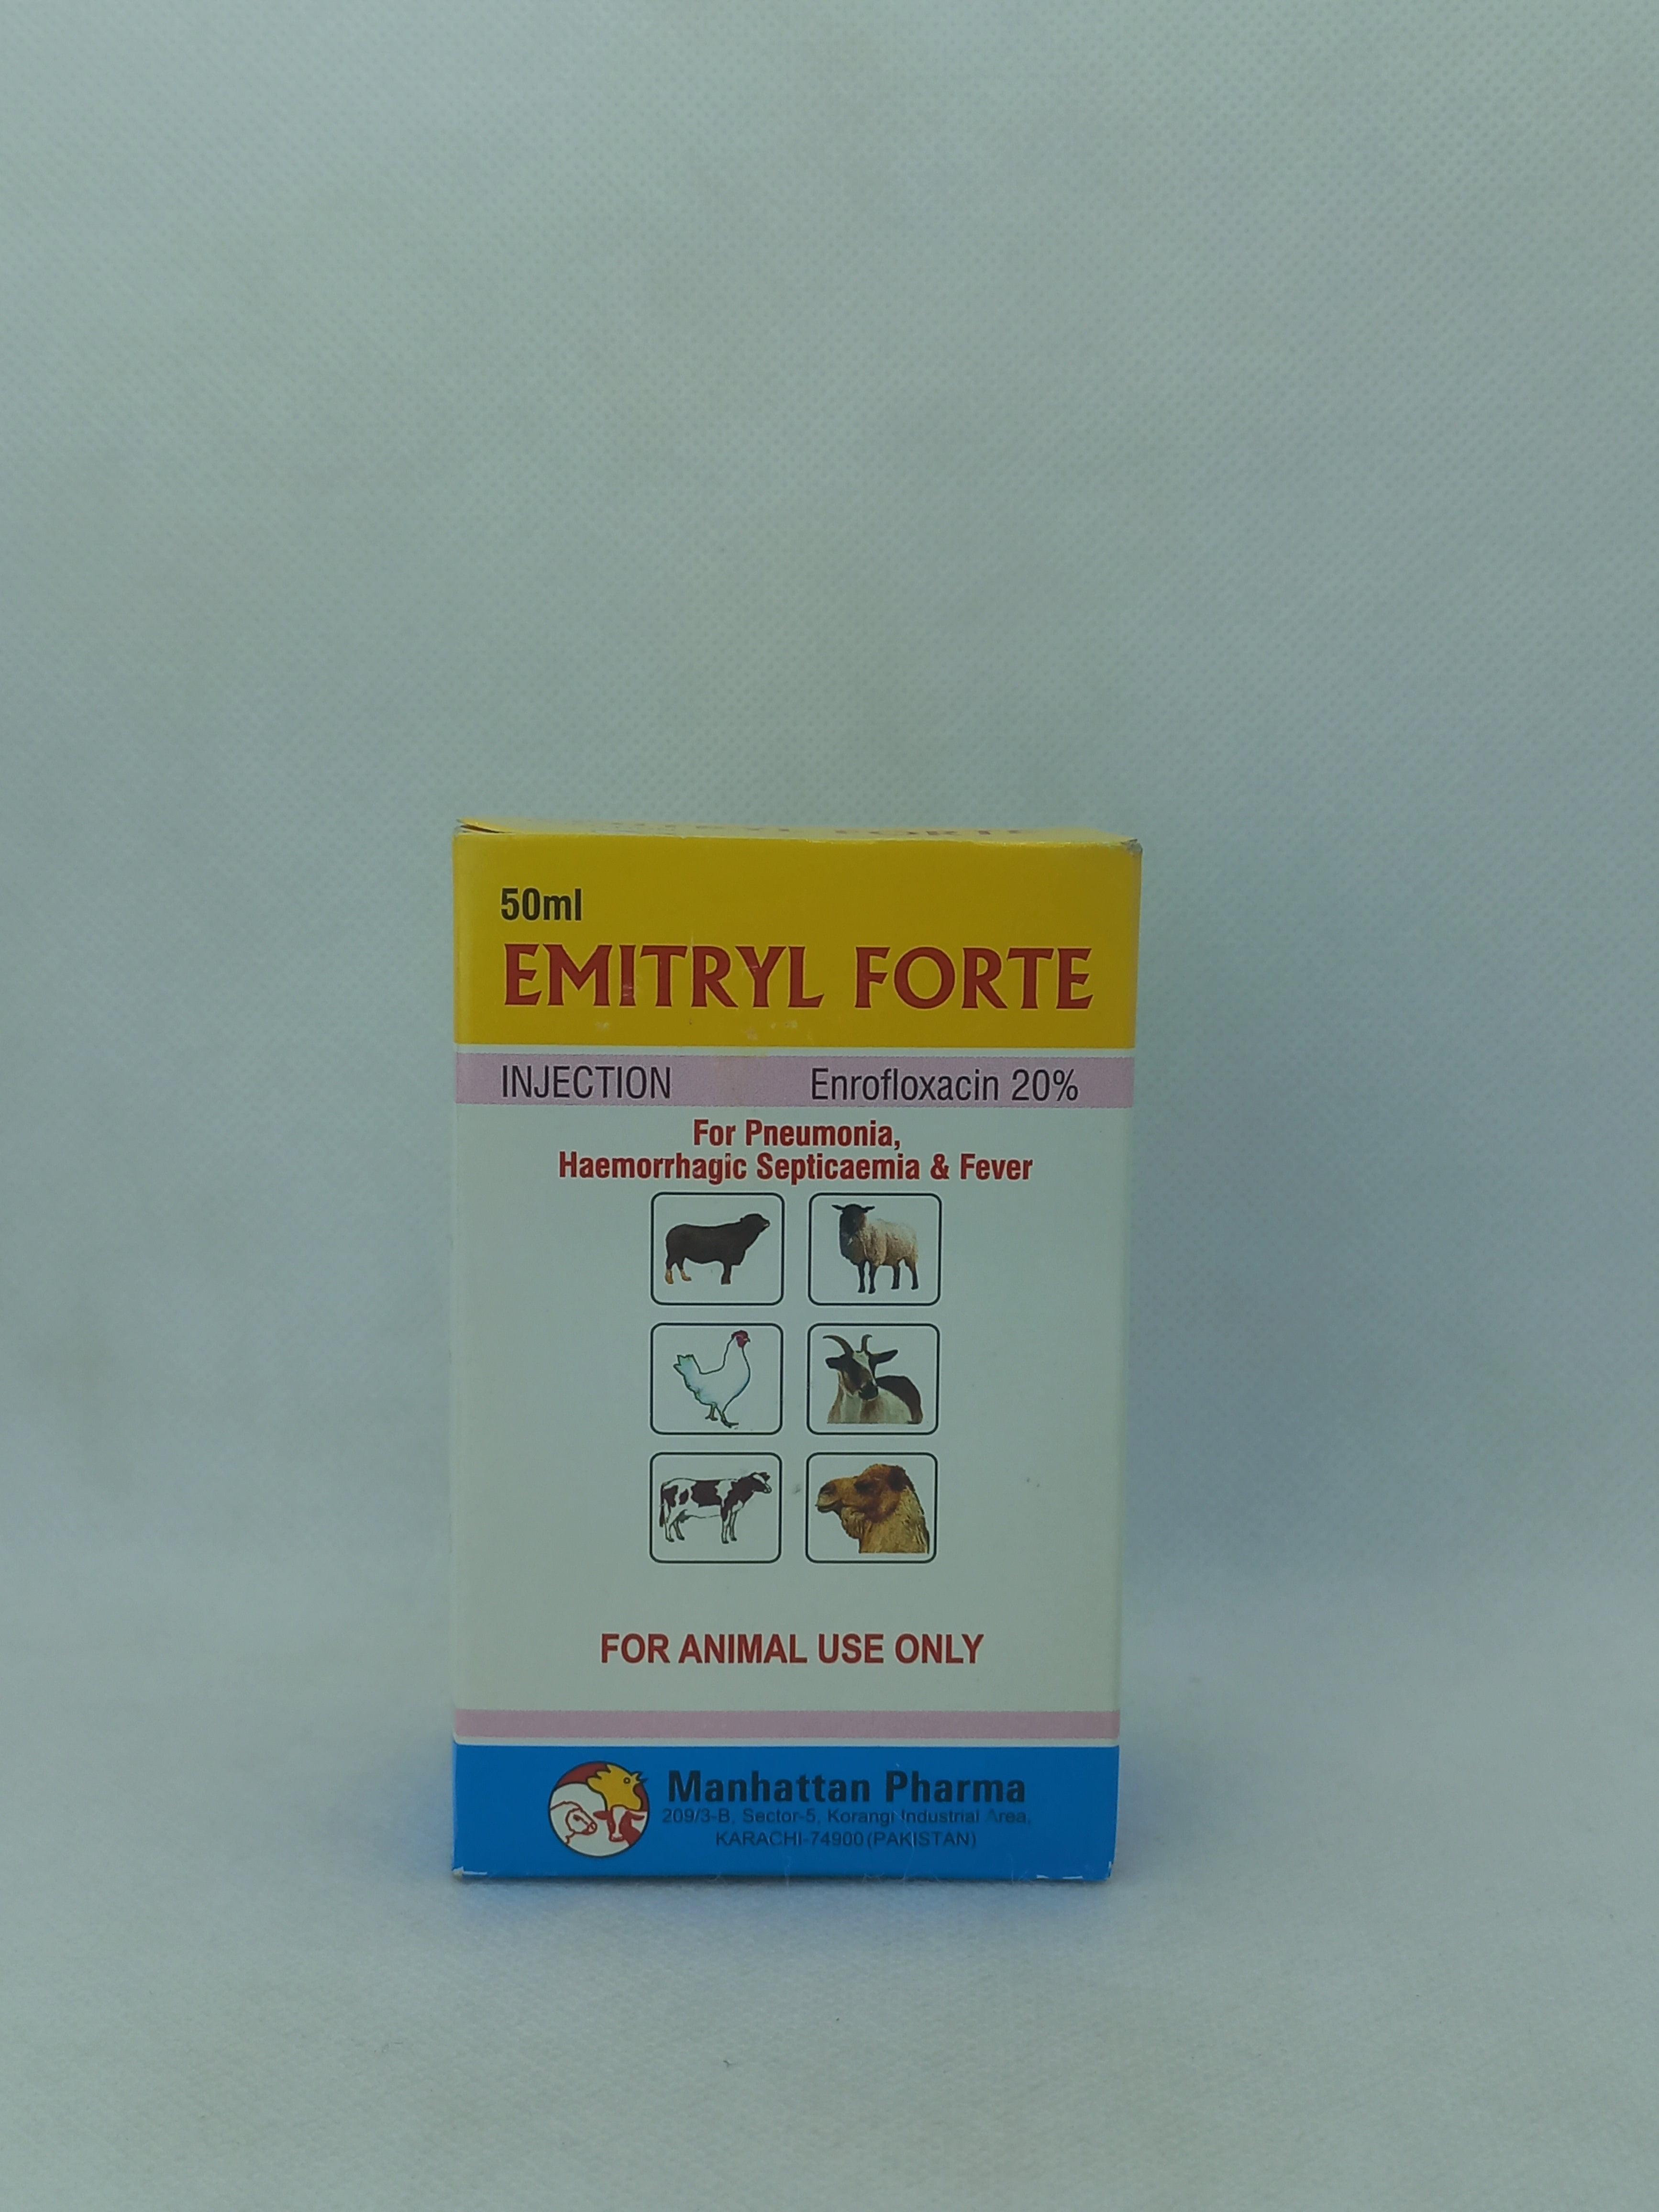 50ml
EMITRYL FORTE
INJECTION Enrofloxacin 20%
For Pneumonia,
Haemorrhagic Septicaemia & Fever
FOR ANIMAL USE ONLY
Manhattan Pharma
209/3-B, Sector-5, Korangi Industrial Area,
KARACHI-74900 (PAKISTAN)